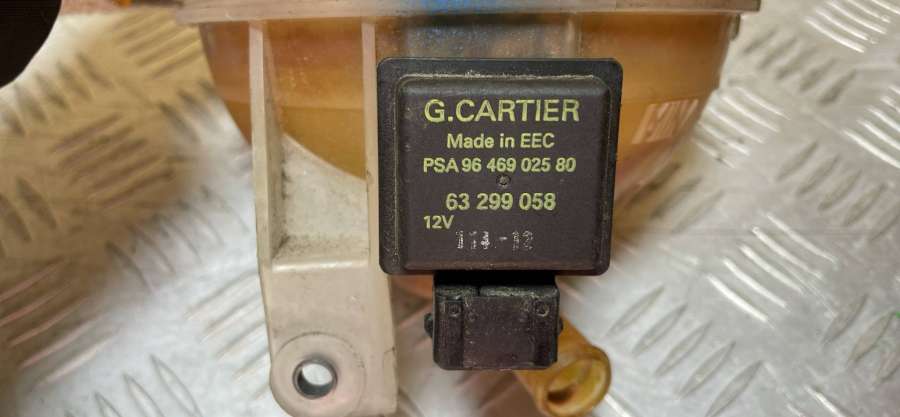 G.CARTIER
Made in EEC
PSA 96 469 025 80
63 299 058
12V